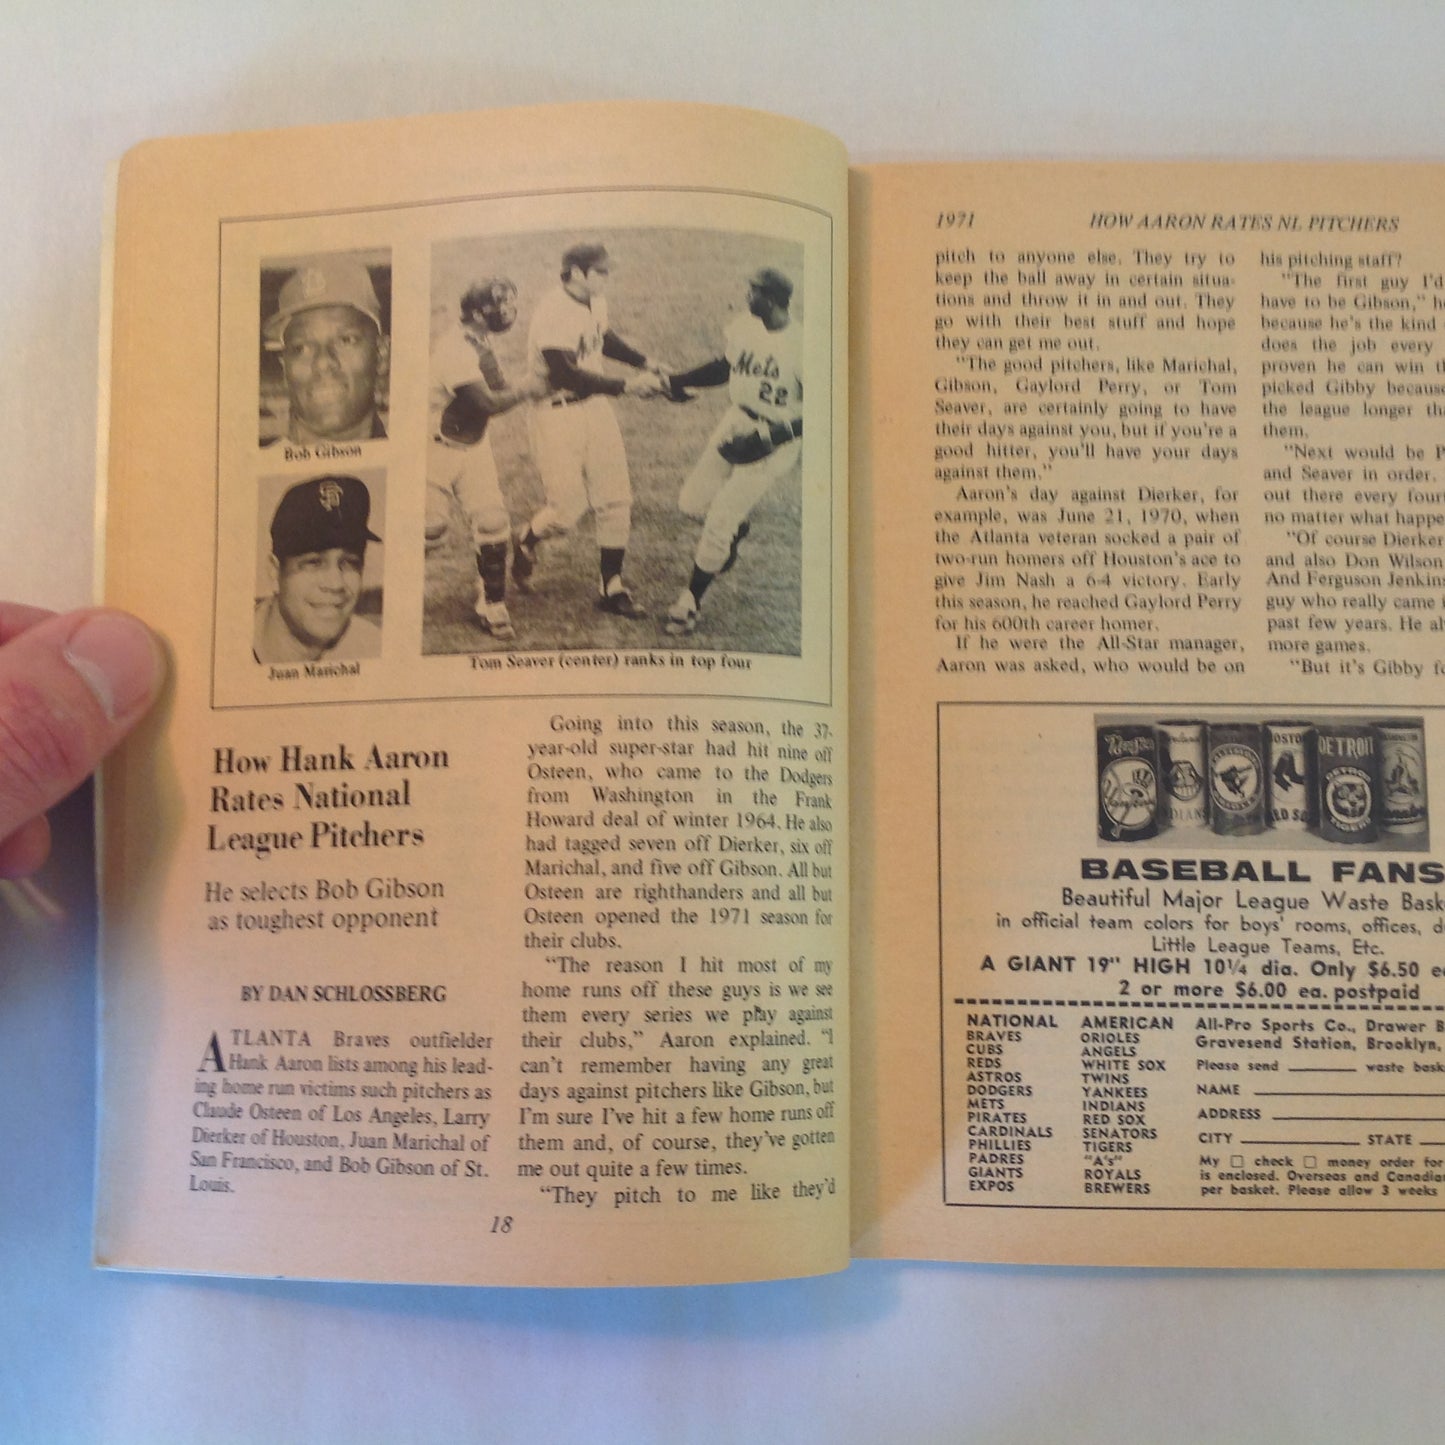 Bob Gibson
Juan Marichal
Mets
22
Tom Seaver (center) ranks in top four
How Hank Aaron
Rates National
League Pitchers
He selects Bob Gibson
as toughest opponent
BY DAN SCHLOSSBERG
ATLANTA Braves outfielder
Hank Aaron lists among his lead-
ing home run victims such pitchers as
Claude Osteen of Los Angeles, Larry
Dierker of Houston, Juan Marichal of
San Francisco, and Bob Gibson of St.
Louis.
Going into this season, the 37-
year-old super-star had hit nine off
Osteen, who came to the Dodgers
from Washington in the Frank
Howard deal of winter 1964. He also
had tagged seven off Dierker, six off
Marichal, and five off Gibson. All but
Osteen are righthanders and all but
Osteen opened the 1971 season for
their clubs.
"The reason I hit most of my
home runs off these guys is we see
them every series we play against
their clubs," Aaron explained. "I
can't remember having any great
days against pitchers like Gibson, but
I'm sure I've hit a few home runs off
them and, of course, they've gotten
me out quite a few times.
"They pitch to me like they'd
18
1971
HOW AARON RATES NL PITCHERS
pitch to anyone else. They try to
keep the ball away in certain situa-
tions and throw it in and out. They
go with their best stuff and hope
they can get me out.
"The good pitchers, like Marichal,
Gibson, Gaylord Perry, or Tom
Seaver, are certainly going to have
their days against you, but if you're a
good hitter, you'll have your days
against them."
Aaron's day against Dierker, for
example, was June 21, 1970, when
the Atlanta veteran socked a pair of
two-run homers off Houston's ace to
give Jim Nash a 6-4 victory. Early
this season, he reached Gaylord Perry
for his 600th career homer.
If he were the All-Star manager,
Aaron was asked, who would be on
his pitching staff?
"The first guy I'd
have to be Gibson," he
because he's the kind
does the job every
proven he can win
picked Gibby because
the league longer
them.
"Next would be
and Seaver in order.
out there every
no matter what
"Of course Dierker
and also Don Wilson
And Ferguson Jenkins
guy who really came
past few years. He
more games.
"But it's Gibby
DETROIT
BASEBALL FANS
Beautiful Major League Waste
in official team colors for boys' rooms, offices,
Little League Teams, Etc.
A GIANT 19" HIGH 10¼ dia. Only $6.50
2 or more $6.00 ea. postpaid
NATIONAL
BRAVES
CUBS
REDS
ASTROS
DODGERS
METS
PIRATES
CARDINALS
PHILLIES
PADRES
GIANTS
EXPOS
AMERICAN
ORIOLES
ANGELS
WHITE SOX
TWINS
YANKEES
INDIANS
RED SOX
SENATORS
TIGERS
"A's"
ROYALS
BREWERS
All-Pro Sports Co., Drawer B
Gravesend Station, Brooklyn,
Please send ______ waste
NAME
ADDRESS
CITY ______ STATE
My □ check □ money order for
is enclosed. Overseas and
per basket. Please allow 3 weeks